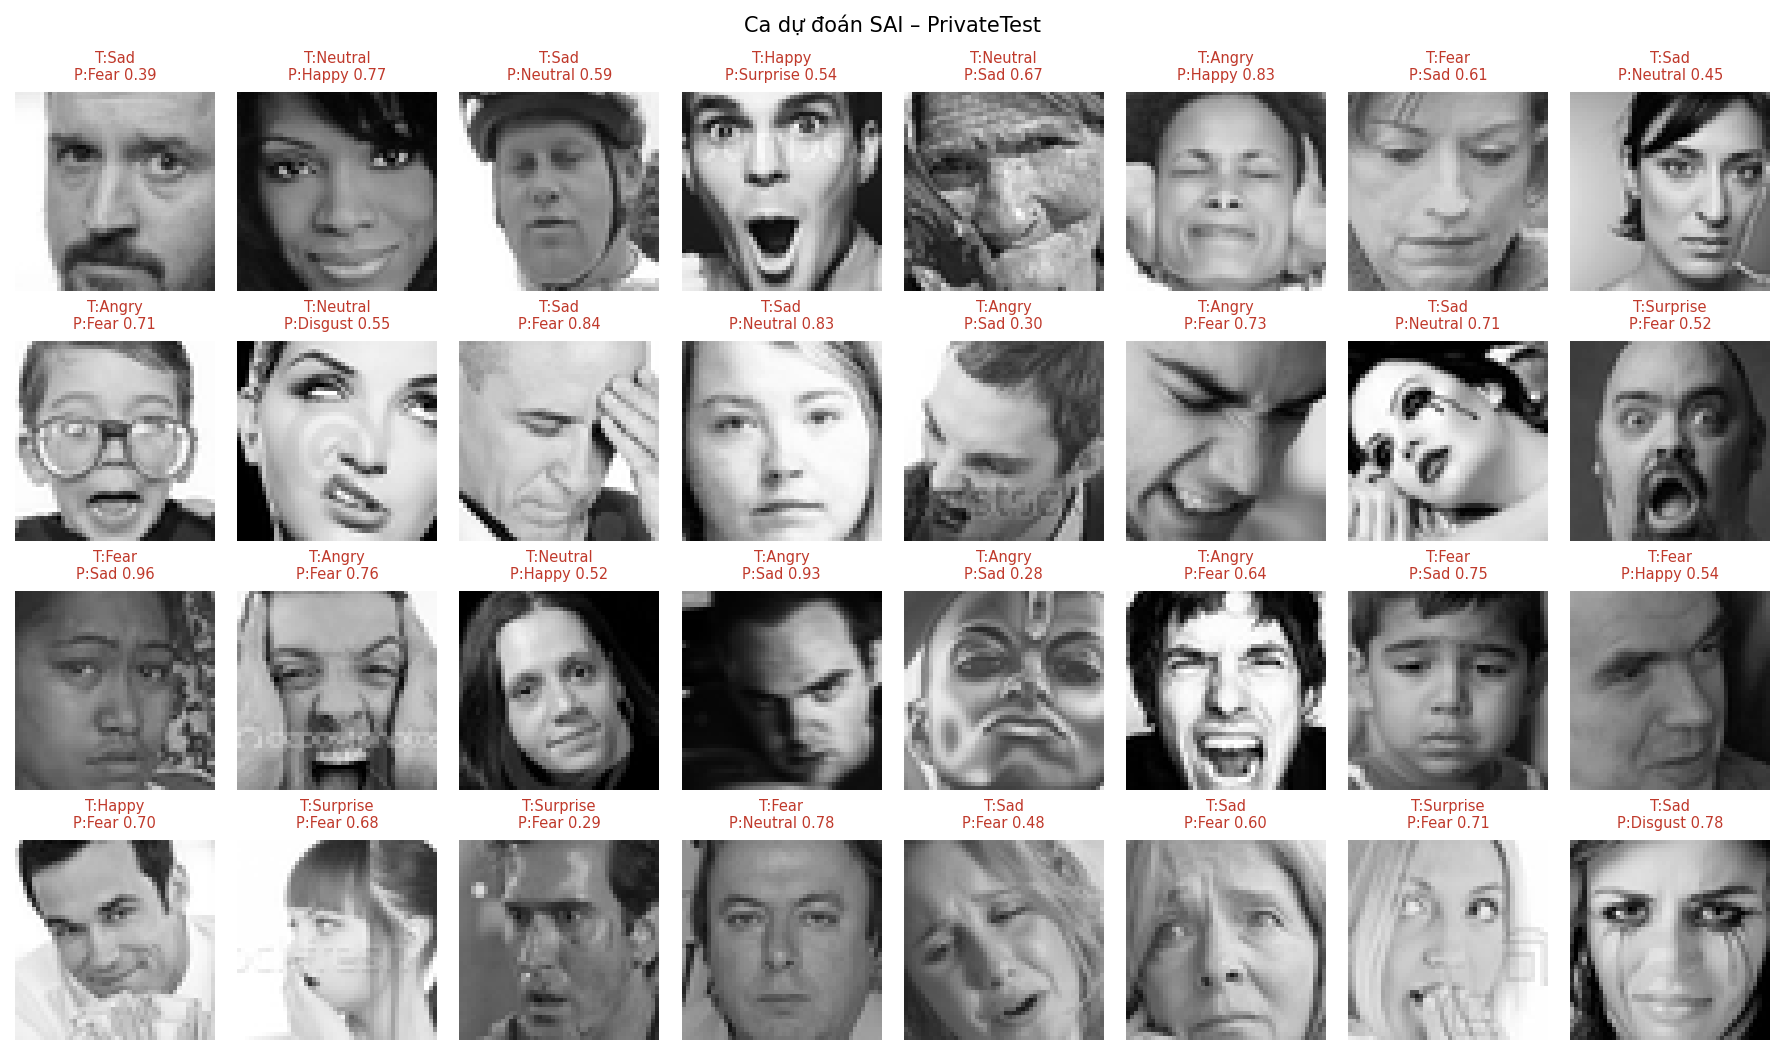 Ca dự đoán SAI – PrivateTest
T:Sad
P:Fear 0.39
T:Neutral
P:Happy 0.77
T:Sad
P:Neutral 0.59
T:Happy
P:Surprise 0.54
T:Neutral
P:Sad 0.67
T:Angry
P:Happy 0.83
T:Fear
P:Sad 0.61
T:Sad
P:Neutral 0.45
T:Angry
P:Fear 0.71
T:Neutral
P:Disgust 0.55
T:Sad
P:Fear 0.84
T:Sad
P:Neutral 0.83
T:Angry
P:Sad 0.30
T:Angry
P:Fear 0.73
T:Sad
P:Neutral 0.71
T:Surprise
P:Fear 0.52
T:Fear
P:Sad 0.96
T:Angry
P:Fear 0.76
T:Neutral
P:Happy 0.52
T:Angry
P:Sad 0.93
T:Angry
P:Sad 0.28
T:Angry
P:Fear 0.64
T:Fear
P:Sad 0.75
T:Fear
P:Happy 0.54
T:Happy
P:Fear 0.70
T:Surprise
P:Fear 0.68
T:Surprise
P:Fear 0.29
T:Fear
P:Neutral 0.78
T:Sad
P:Fear 0.48
T:Sad
P:Fear 0.60
T:Surprise
P:Fear 0.71
T:Sad
P:Disgust 0.78